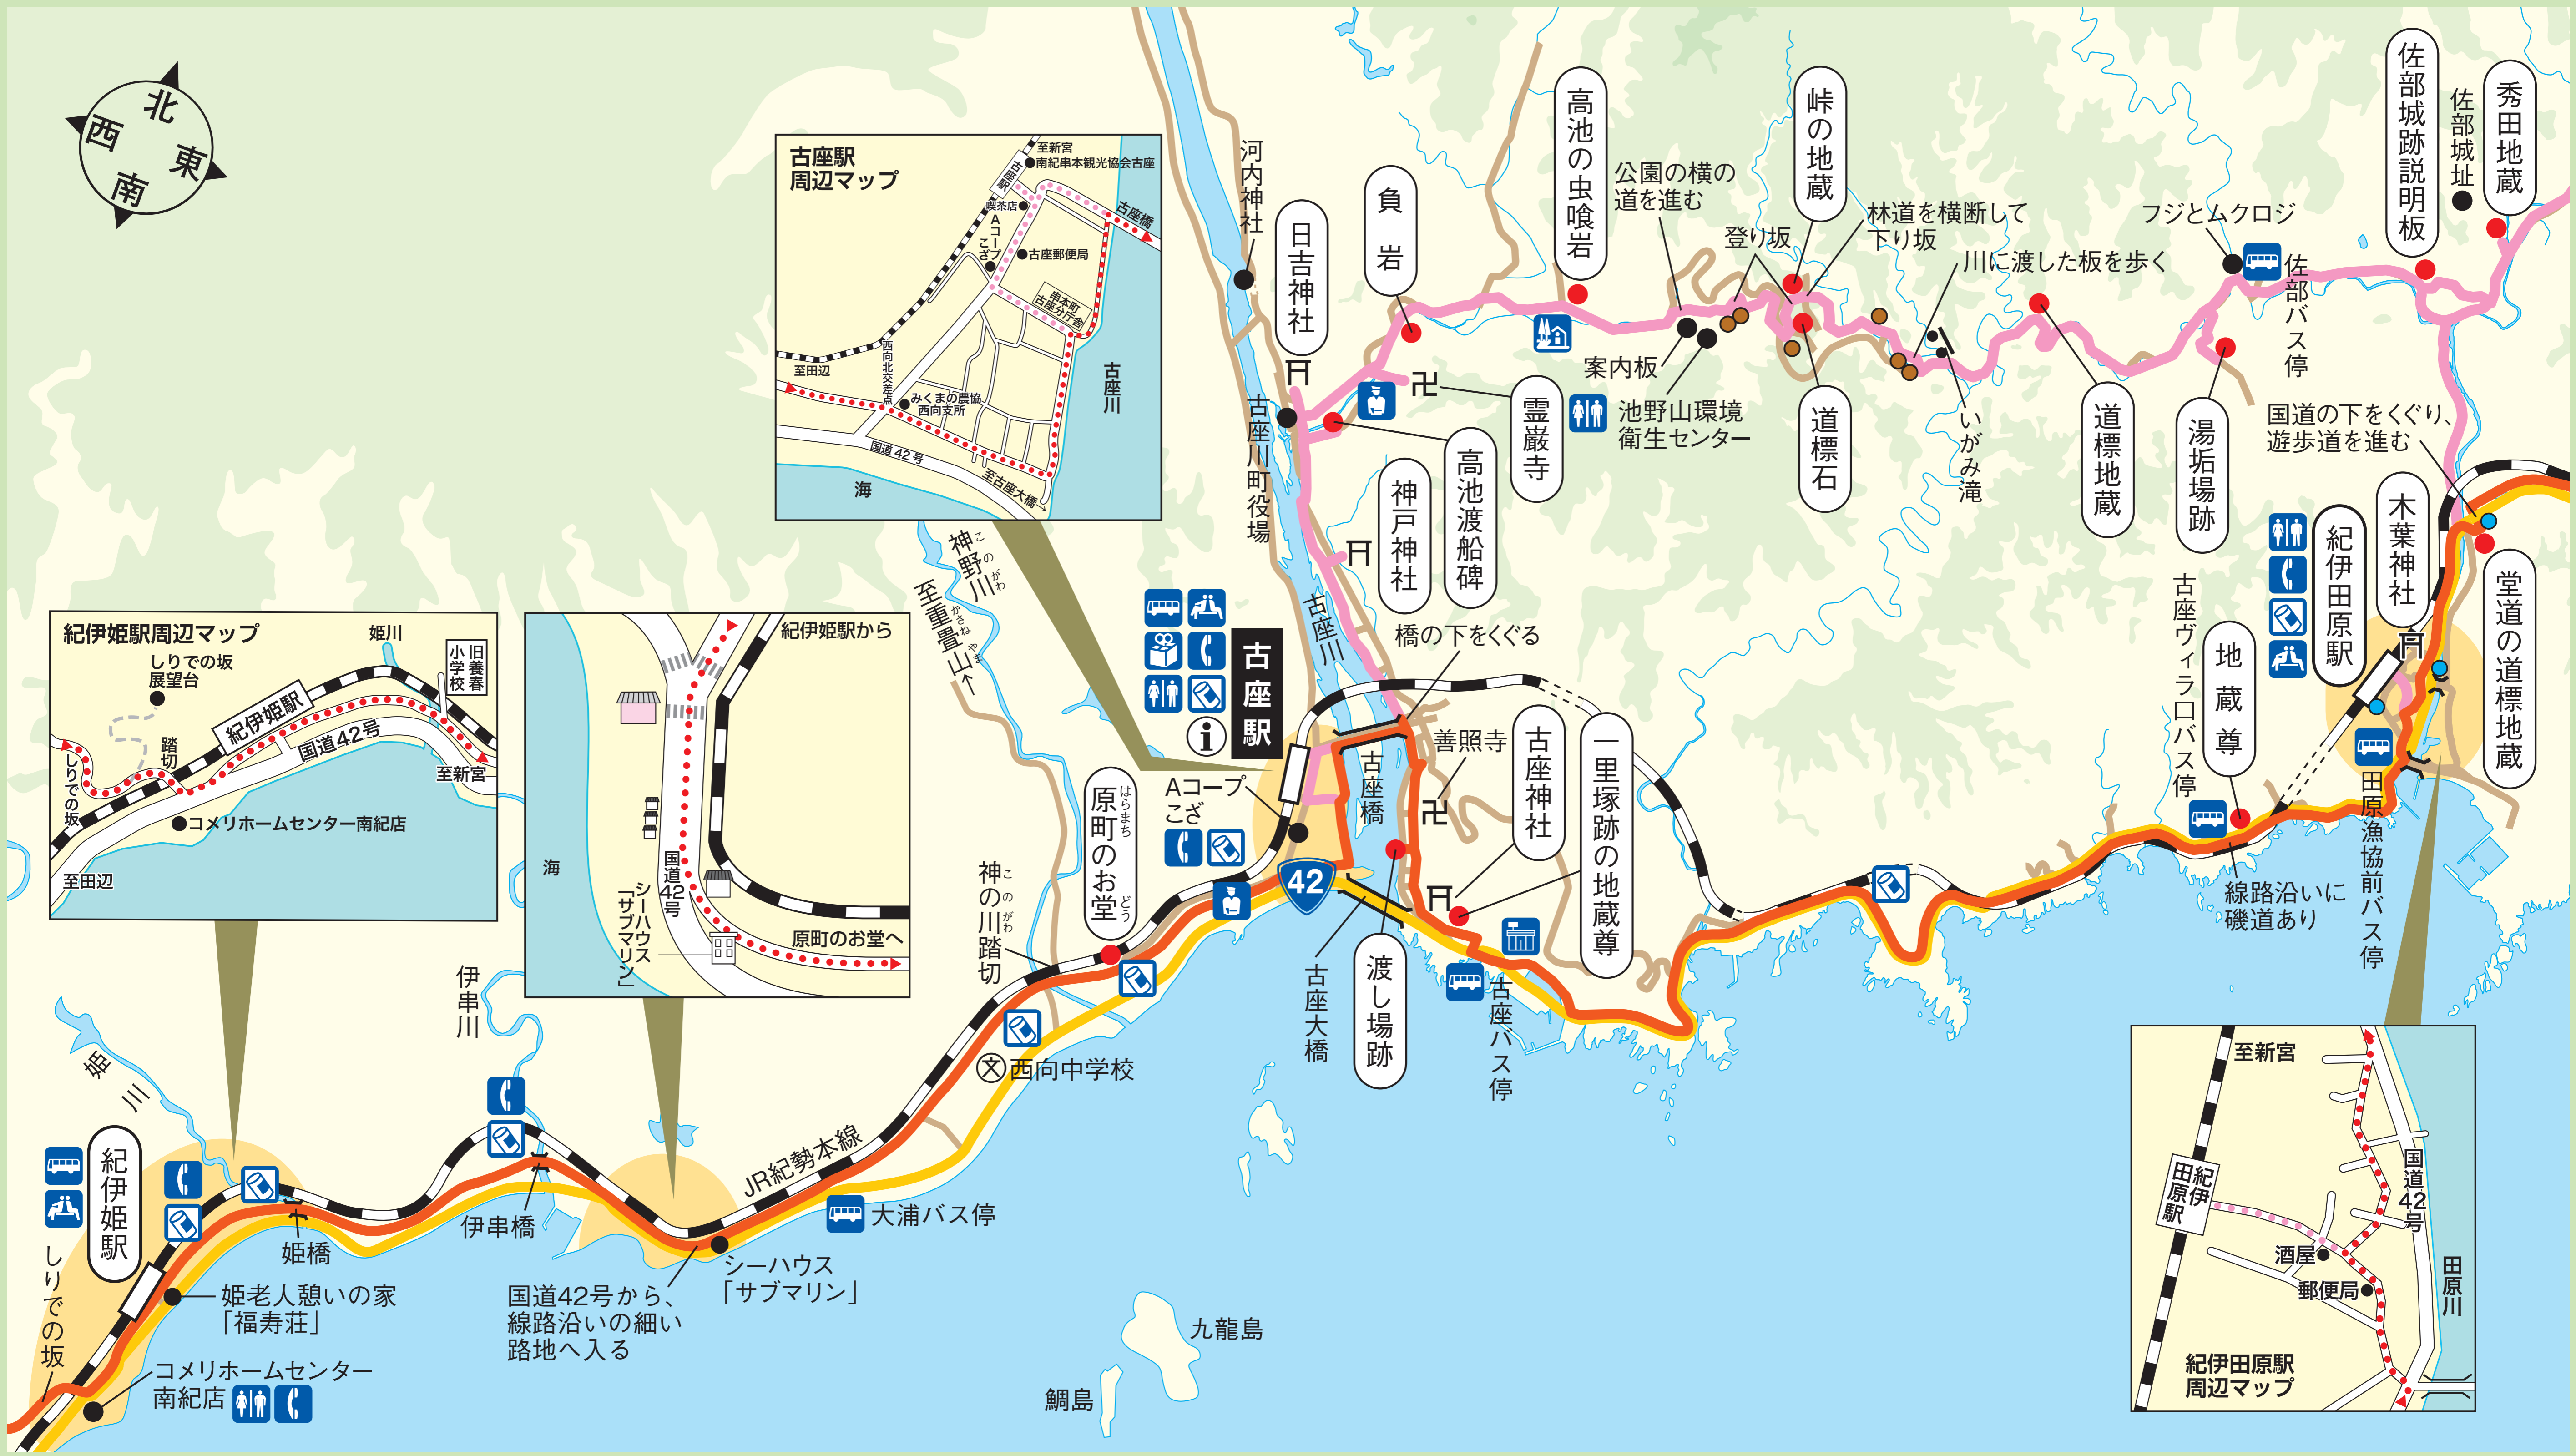 北
東
南
西
古座駅
周辺マップ
至新宮
南紀串本観光協会古座
古座駅
喫茶店
Aコープ
こざ
古座橋
古座郵便局
串本町
古座分庁舎
至田辺
西向北交差点
みくまの農協
西向支所
国道42号
至古座大橋→
古座川
海
紀伊姫駅周辺マップ
しりでの坂
展望台
姫川
旧養春
小学校
紀伊姫駅
踏切
国道42号
しりでの坂
至新宮
コメリホームセンター南紀店
至田辺
紀伊姫駅から
海
国道42号
シーハウス
「サブマリン」
原町のお堂へ
至新宮
紀伊
田原駅
国道42号
酒屋
郵便局
田原川
紀伊田原駅
周辺マップ
河内神社
日吉神社
負岩
高池の虫喰岩
公園の横の
道を進む
登り坂
峠の地蔵
林道を横断して
下り坂
川に渡した板を歩く
フジとムクロジ
佐部バス停
佐部城跡説明板
佐部城址
秀田地蔵
案内板
池野山環境
衛生センター
道標石
いがみ滝
道標地蔵
湯垢場跡
国道の下をくぐり、
遊歩道を進む
古座川町役場
霊巌寺
高池渡船碑
神戸神社
古座川
橋の下をくぐる
神野川
このがわ
至重畳山↑
かさねやま
古座駅
Aコープ
こざ
古座橋
善照寺
古座神社
一里塚跡の地蔵尊
古座ヴィラ口バス停
地蔵尊
紀伊田原駅
木葉神社
堂道の道標地蔵
田原漁協前バス停
線路沿いに
磯道あり
原町のお堂
はらまち
どう
神の川踏切
このがわ
42
古座大橋
渡し場跡
古座バス停
文
西向中学校
伊串川
姫川
紀伊姫駅
しりでの坂
姫橋
姫老人憩いの家
「福寿荘」
コメリホームセンター
南紀店
伊串橋
JR紀勢本線
大浦バス停
シーハウス
「サブマリン」
国道42号から、
線路沿いの細い
路地へ入る
九龍島
鯛島